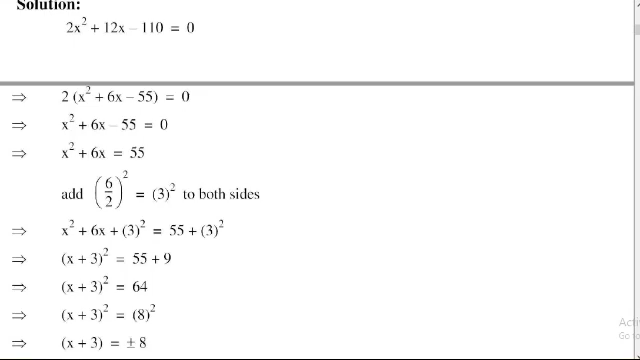 Solution:
2x² + 12x – 110 = 0
⇒ 2 (x² + 6x – 55) = 0
⇒ x² + 6x – 55 = 0
⇒ x² + 6x = 55
add (6/2)² = (3)² to both sides
⇒ x² + 6x + (3)² = 55 + (3)²
⇒ (x + 3)² = 55 + 9
⇒ (x + 3)² = 64
⇒ (x + 3)² = (8)²
⇒ (x + 3) = ± 8